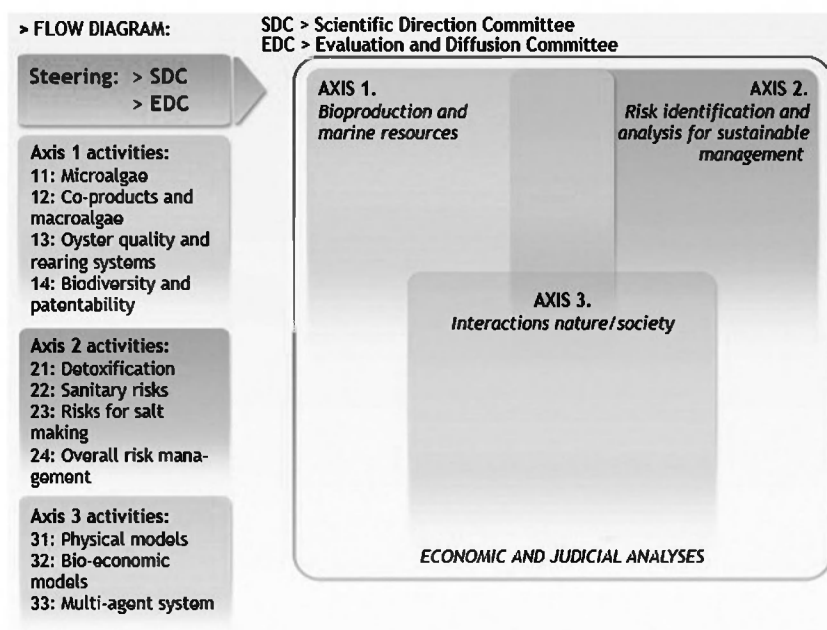 > FLOW DIAGRAM:
SDC > Scientific Direction Committee
EDC > Evaluation and Diffusion Committee
Steering: > SDC
> EDC
Axis 1 activities:
11: Microalgae
12: Co-products and
macroalgae
13: Oyster quality and
rearing systems
14: Biodiversity and
patentability
Axis 2 activities:
21: Detoxification
22: Sanitary risks
23: Risks for salt
making
24: Overall risk mana-
gement
Axis 3 activities:
31: Physical models
32: Bio-economic
models
33: Multi-agent system
AXIS 1.
Bioproduction and
marine resources
AXIS 2.
Risk identification and
analysis for sustainable
management
AXIS 3.
Interactions nature/society
ECONOMIC AND JUDICIAL ANALYSES